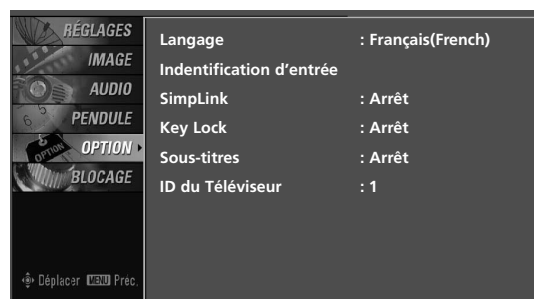 RÉGLAGES
IMAGE
AUDIO
PENDULE
OPTION
BLOCAGE
Déplacer MENU Préc.
Langage : Français(French)
Indentification d'entrée
SimpLink : Arrêt
Key Lock : Arrêt
Sous-titres : Arrêt
ID du Téléviseur : 1